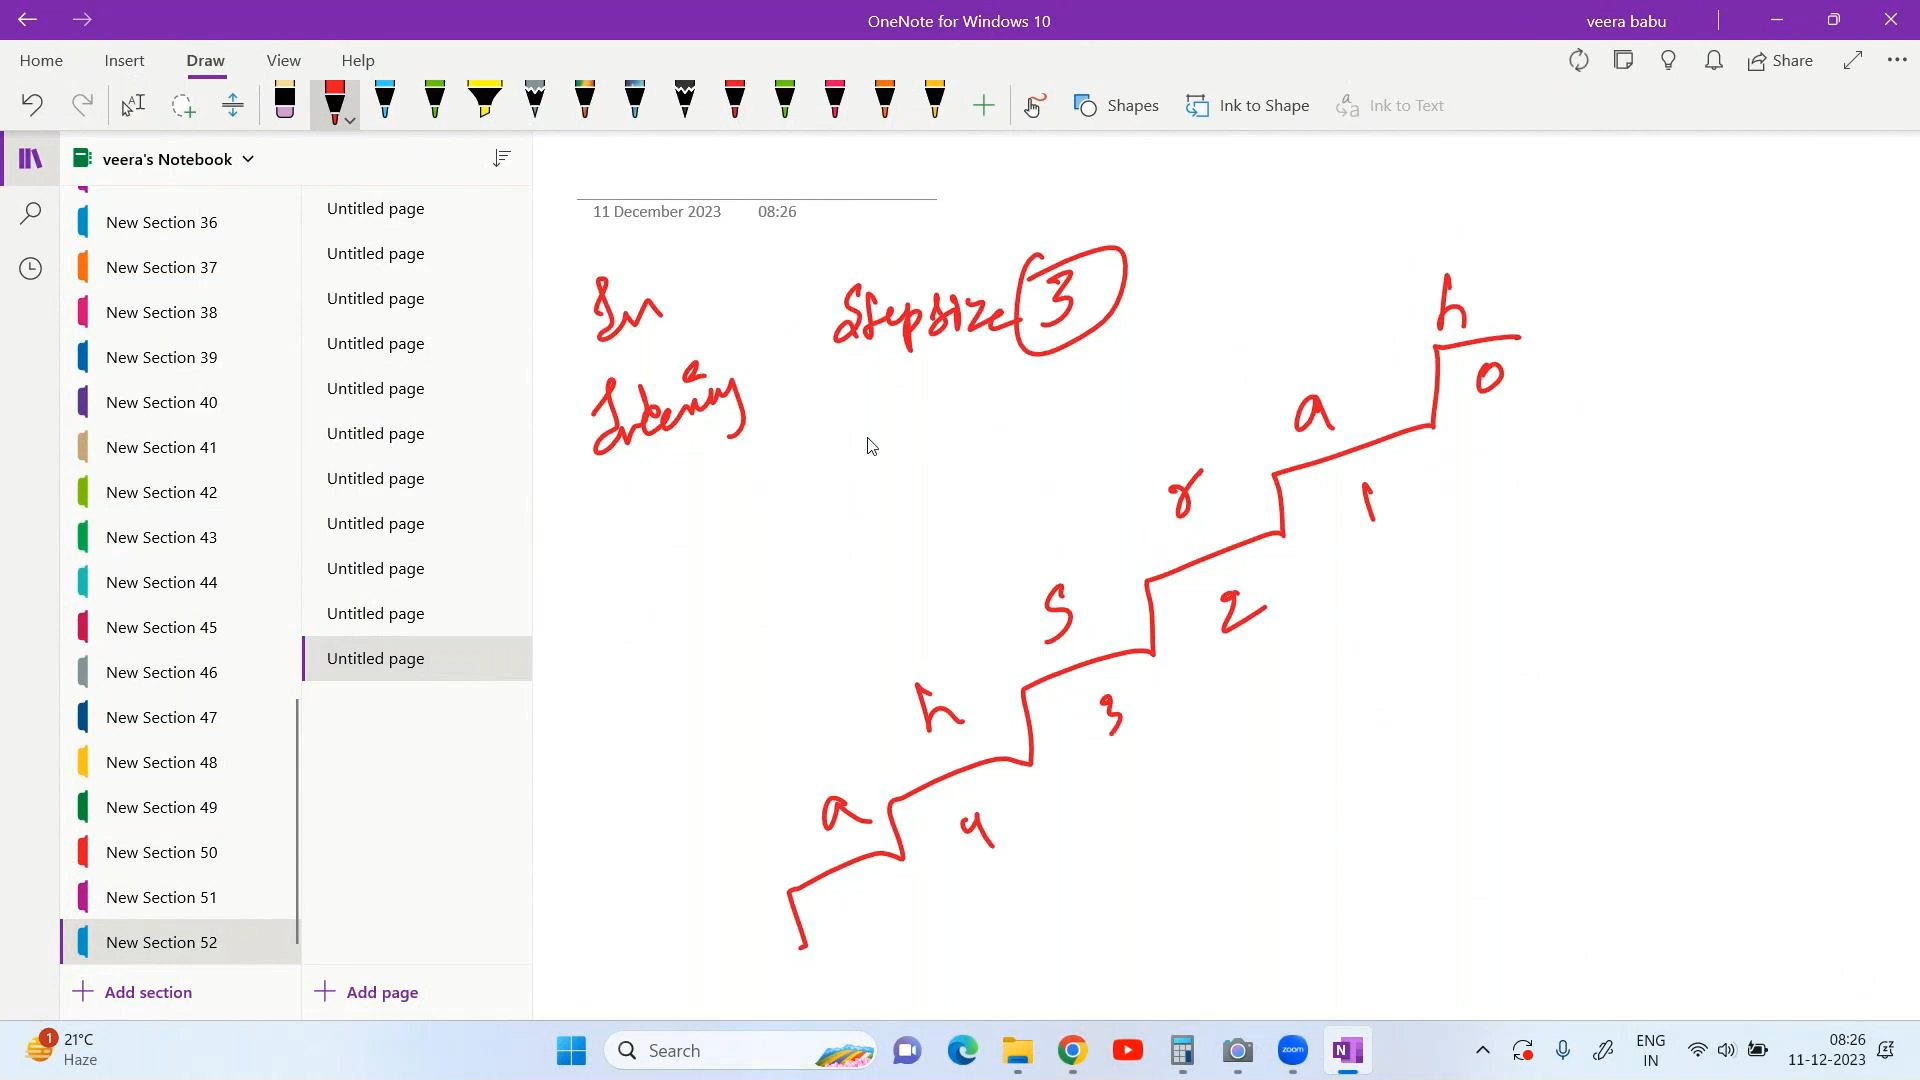 OneNote for Windows 10
veera babu
Home
Insert
Draw
View
Help
Share
Shapes
Ink to Shape
Ink to Text
veera's Notebook
New Section 36
New Section 37
New Section 38
New Section 39
New Section 40
New Section 41
New Section 42
New Section 43
New Section 44
New Section 45
New Section 46
New Section 47
New Section 48
New Section 49
New Section 50
New Section 51
New Section 52
Add section
Untitled page
Untitled page
Untitled page
Untitled page
Untitled page
Untitled page
Untitled page
Untitled page
Untitled page
Untitled page
Untitled page
Add page
11 December 2023 08:26
In Stepsize 3
h
0
a
1
r
2
S
3
h
4
a
1
21°C
Haze
Search
zoom
ENG
IN
08:26
11-12-2023